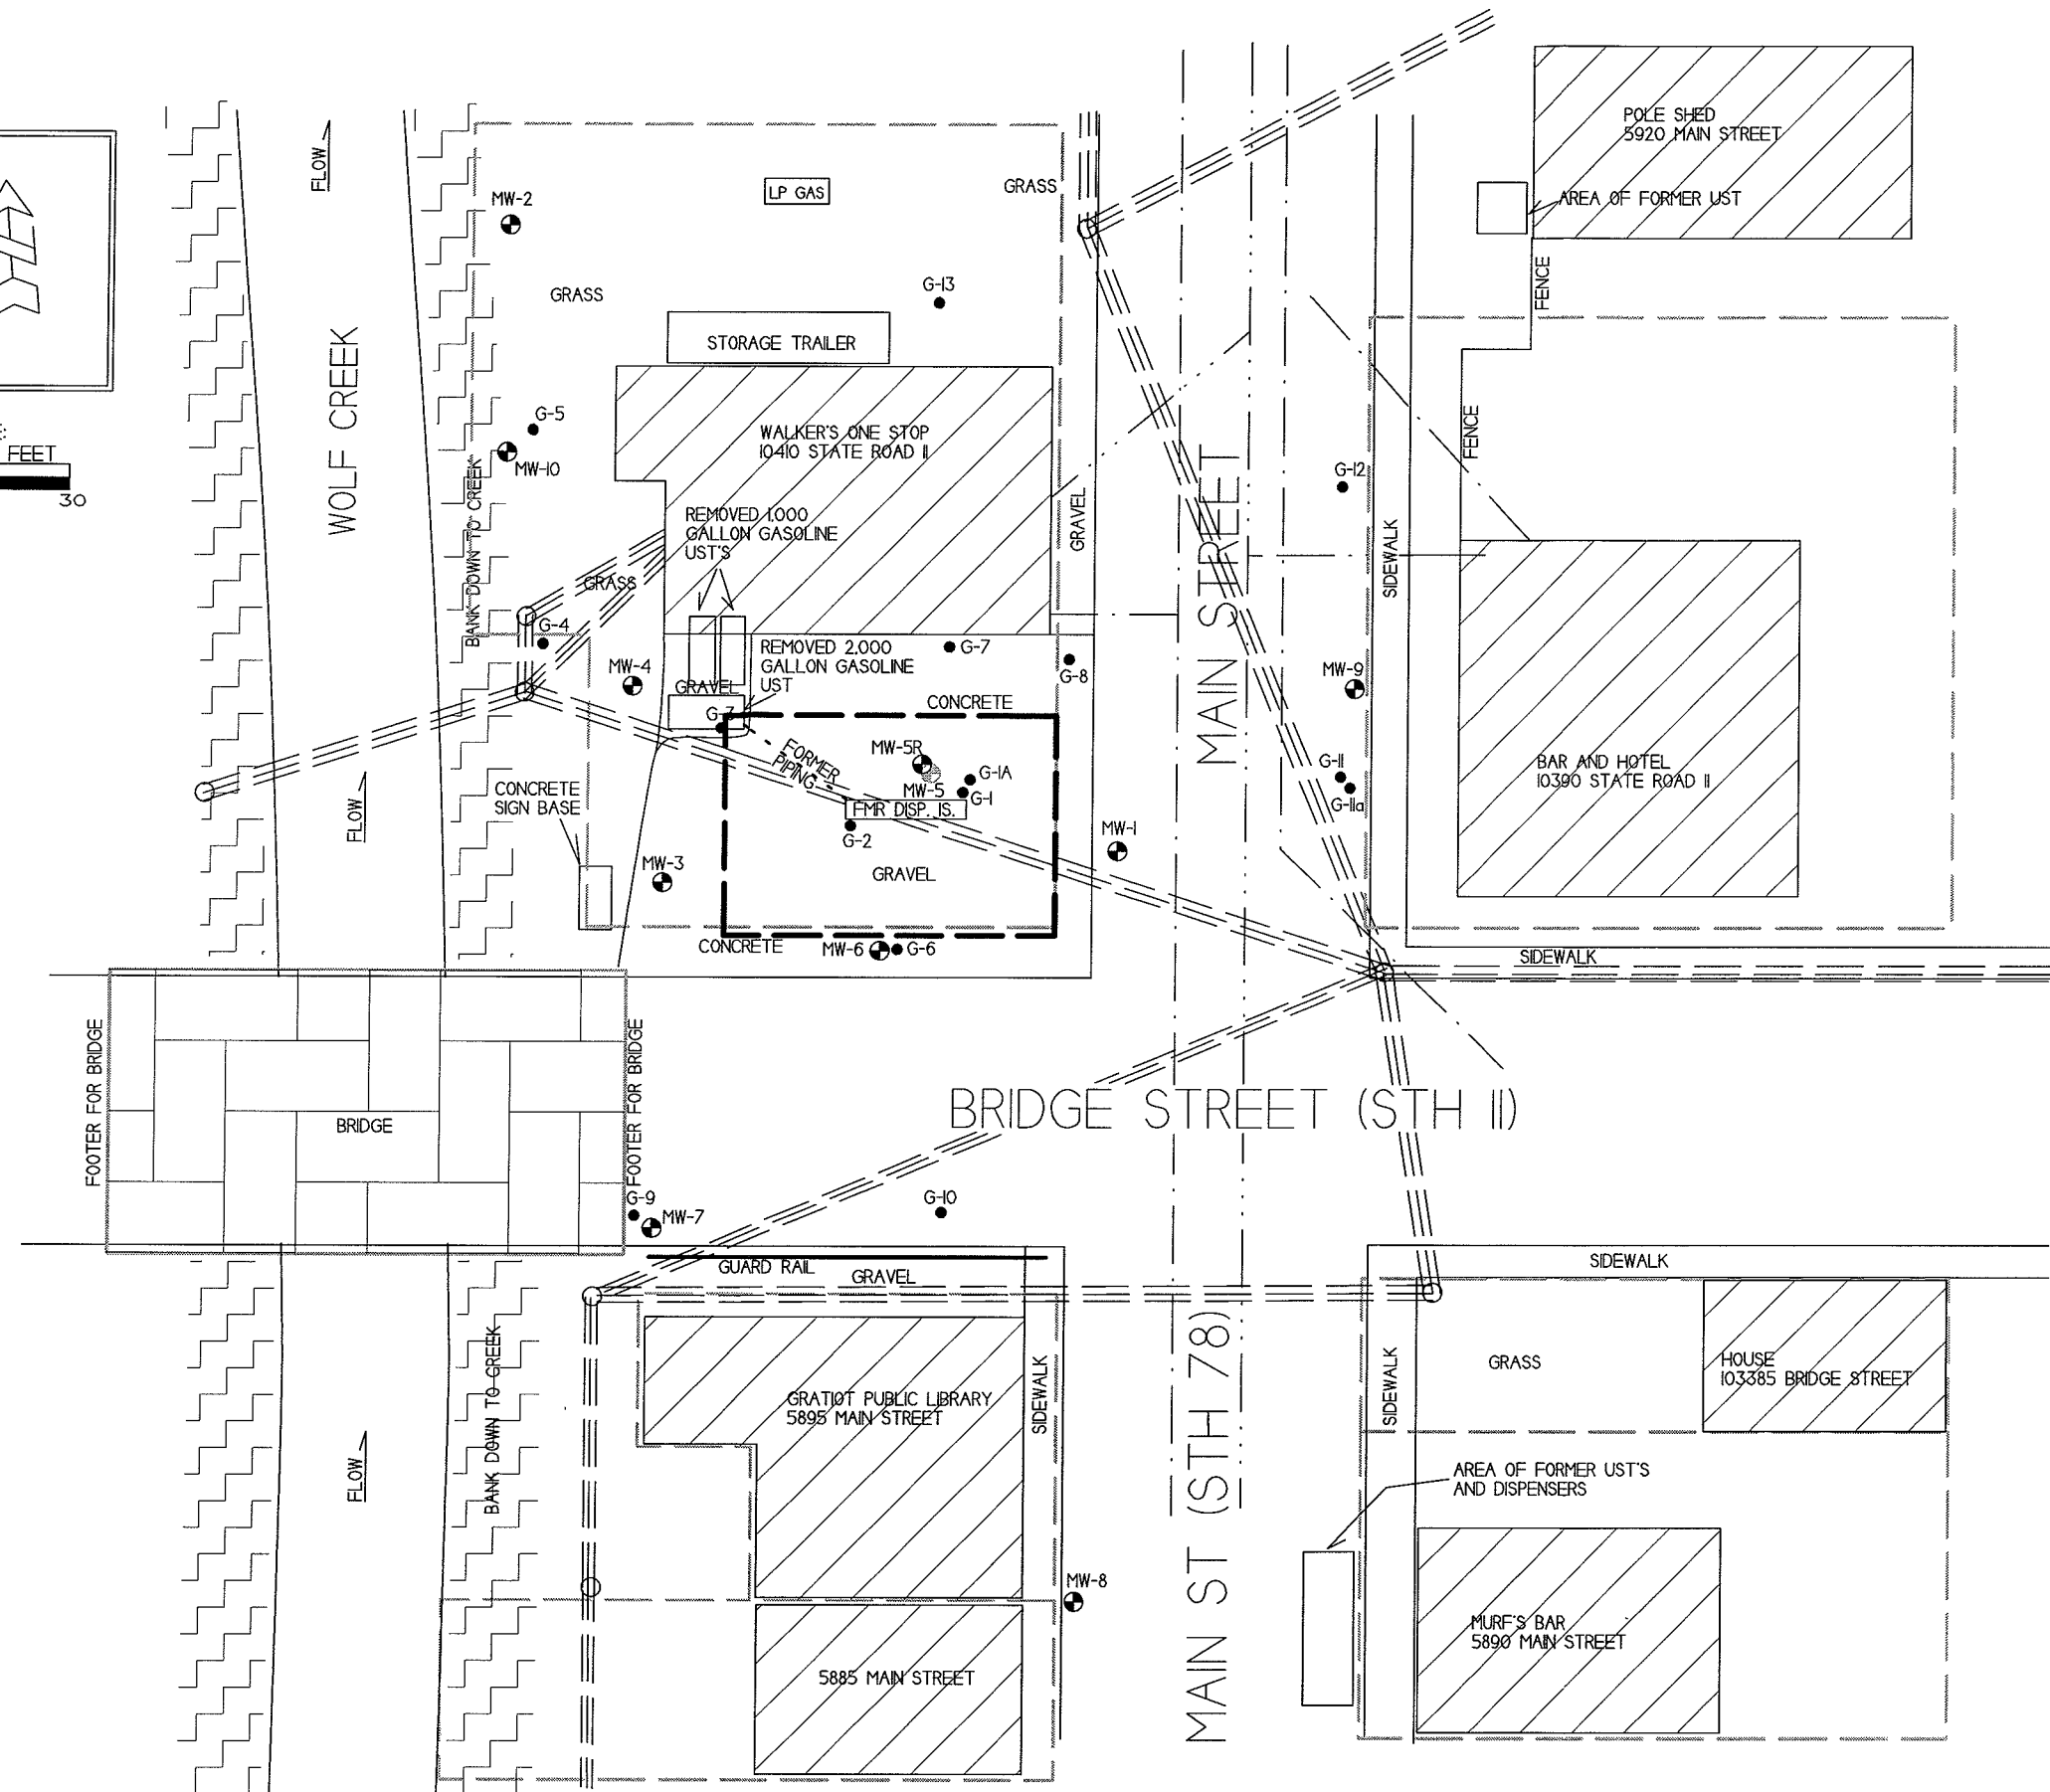 POLE SHED
5920 MAIN STREET
AREA OF FORMER UST
FLOW
LP GAS
GRASS
MW-2
GRASS
G-13
FENCE
STORAGE TRAILER
WOLF CREEK
G-5
MW-10
WALKER'S ONE STOP
10410 STATE ROAD 11
FENCE
FEET
30
BANK DOWN TO CREEK
REMOVED 1,000
GALLON GASOLINE
UST'S
GRAVEL
MAIN STREET
G-12
SIDEWALK
GRASS
G-4
MW-4
REMOVED 2,000
GALLON GASOLINE
UST
G-7
G-8
GRAVEL
CONCRETE
MW-9
G-3
FORMER
PIPING
MW-5R
MW-5
G-1A
G-1
FMR DISP. IS.
G-2
G-11
G-11a
BAR AND HOTEL
10390 STATE ROAD 11
CONCRETE
SIGN BASE
FLOW
MW-1
MW-3
GRAVEL
CONCRETE
MW-6
G-6
SIDEWALK
FOOTER FOR BRIDGE
BRIDGE
FOOTER FOR BRIDGE
BRIDGE STREET (STH 11)
G-9
MW-7
G-10
GUARD RAIL
GRAVEL
SIDEWALK
FLOW
BANK DOWN TO CREEK
GRATIOT PUBLIC LIBRARY
5895 MAIN STREET
SIDEWALK
MAIN ST (STH 78)
SIDEWALK
GRASS
HOUSE
103385 BRIDGE STREET
AREA OF FORMER UST'S
AND DISPENSERS
MW-8
MURF'S BAR
5890 MAIN STREET
5885 MAIN STREET